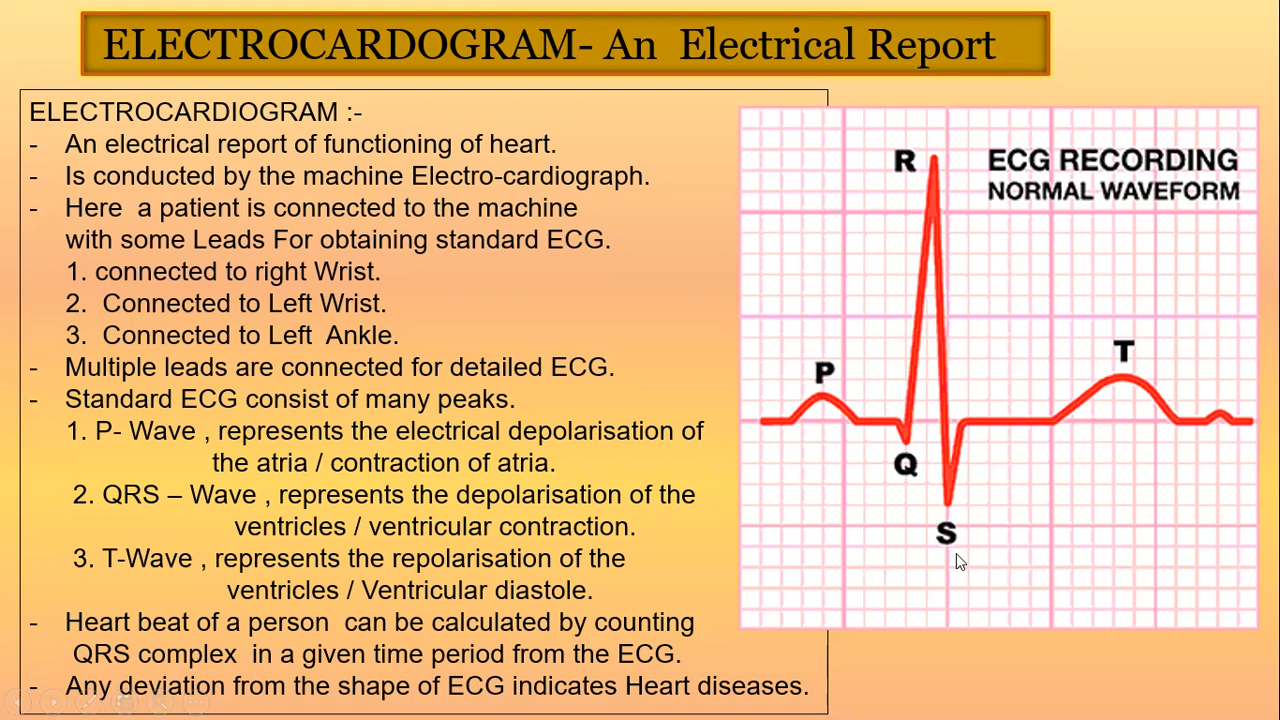 ELECTROCARDOGRAM- An Electrical Report
ELECTROCARDIOGRAM :-
- An electrical report of functioning of heart.
- Is conducted by the machine Electro-cardiograph.
- Here a patient is connected to the machine
with some Leads For obtaining standard ECG.
1. connected to right Wrist.
2. Connected to Left Wrist.
3. Connected to Left Ankle.
- Multiple leads are connected for detailed ECG.
- Standard ECG consist of many peaks.
1. P- Wave , represents the electrical depolarisation of
the atria / contraction of atria.
2. QRS – Wave , represents the depolarisation of the
ventricles / ventricular contraction.
3. T-Wave , represents the repolarisation of the
ventricles / Ventricular diastole.
- Heart beat of a person can be calculated by counting
QRS complex in a given time period from the ECG.
- Any deviation from the shape of ECG indicates Heart diseases.
ECG RECORDING
NORMAL WAVEFORM
R
P
T
Q
S